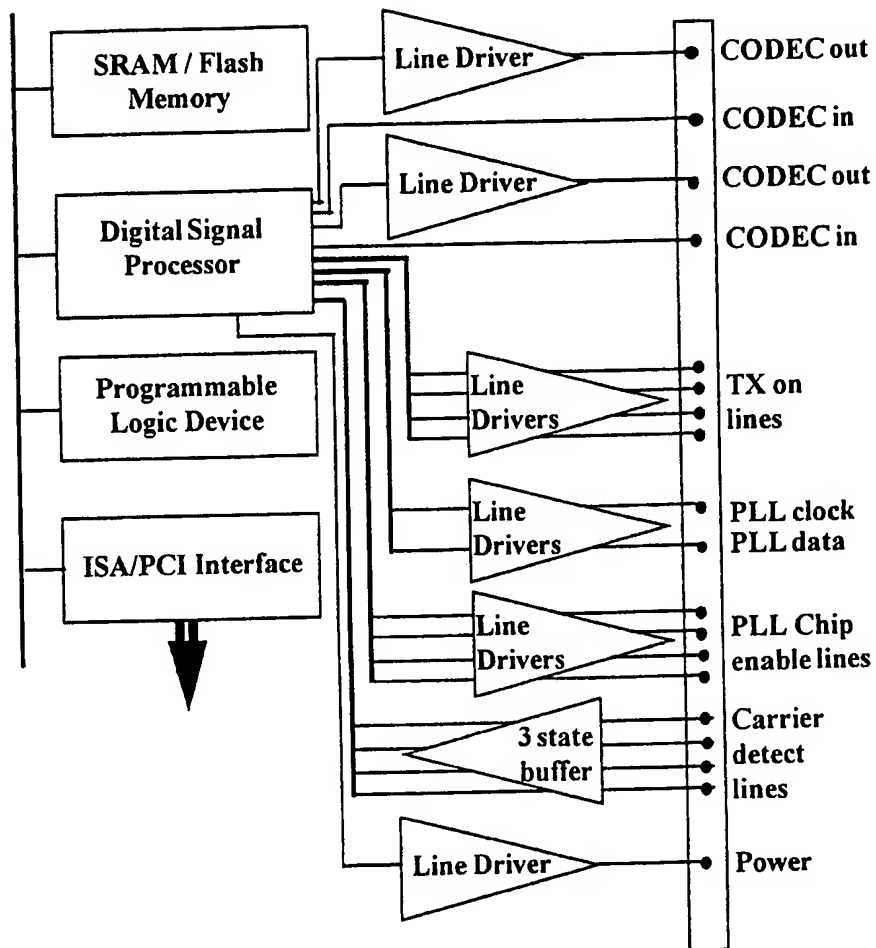 SRAM / Flash
Memory
Digital Signal
Processor
Programmable
Logic Device
ISA/PCI Interface
Line Driver
CODEC out
CODEC in
Line Driver
CODEC out
CODEC in
Line
Drivers
TX on
lines
Line
Drivers
PLL clock
PLL data
Line
Drivers
PLL Chip
enable lines
3 state
buffer
Carrier
detect
lines
Line Driver
Power